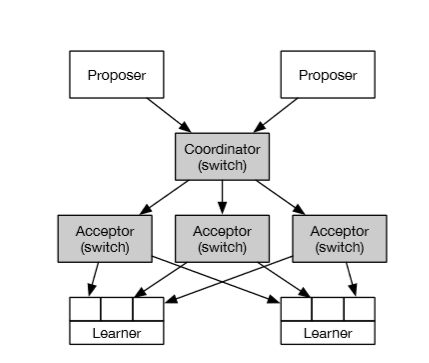 Proposer
Proposer
Coordinator
(switch)
Acceptor
(switch)
Acceptor
(switch)
Acceptor
(switch)
Learner
Learner